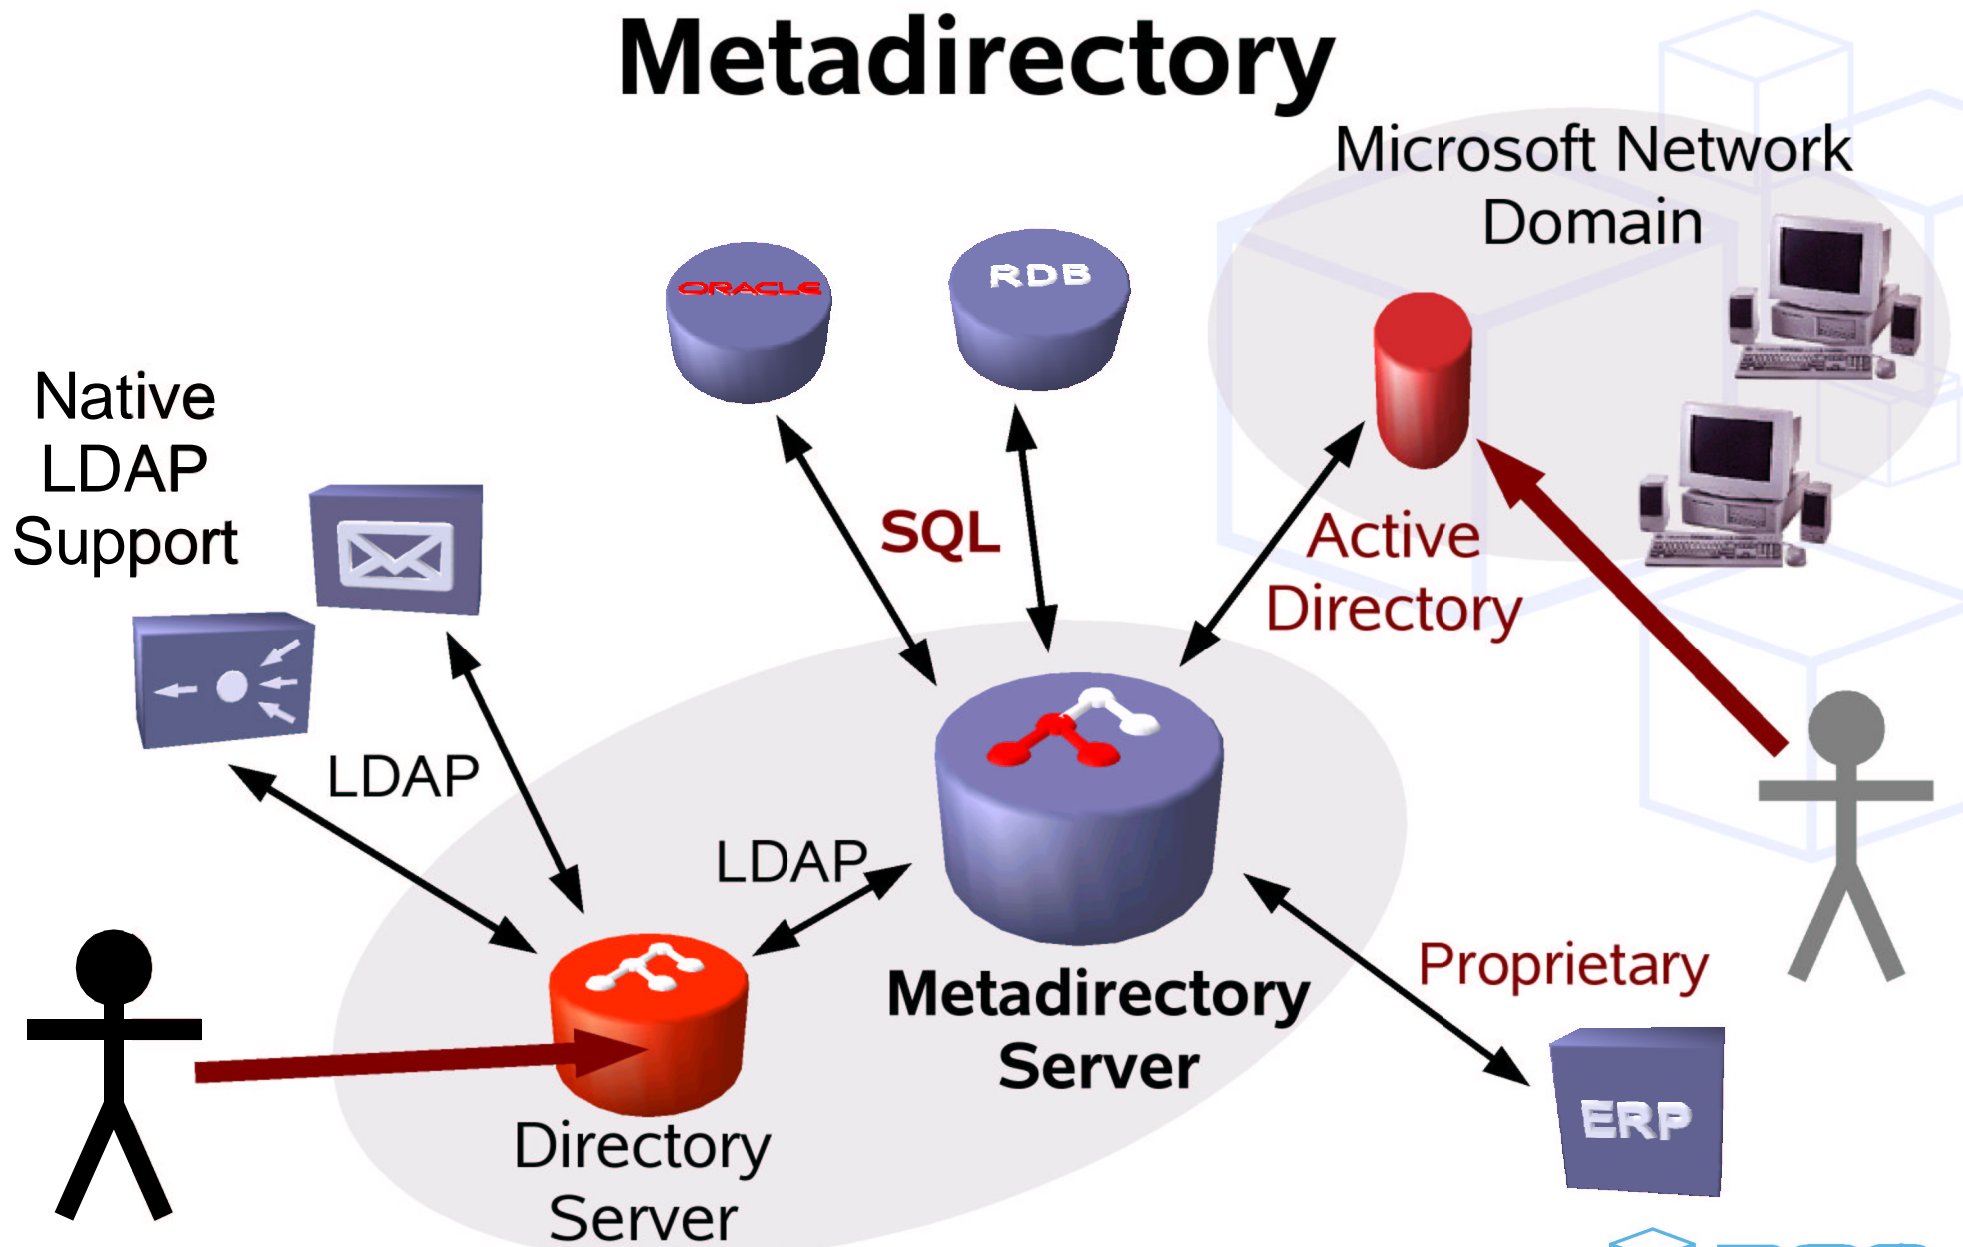 Metadirectory
Microsoft Network
Domain
ORACLE
RDB
Native
LDAP
Support
SQL
Active
Directory
LDAP
LDAP
Metadirectory
Server
Proprietary
ERP
Directory
Server